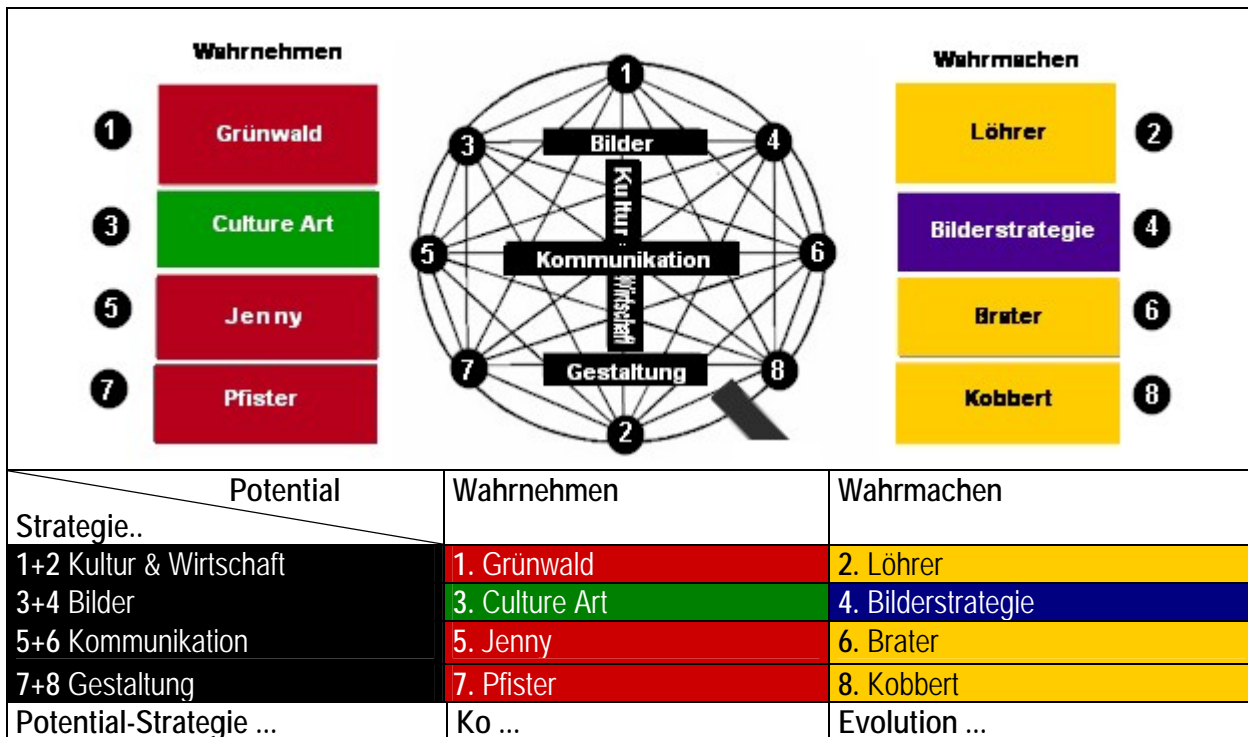 Wahrnehmen
Wahrmachen
1
Grünwald
1
Löhrer
2
3
Bilder
4
3
Culture Art
Kultur &
Bilderstrategie
4
5
Kommunikation
6
5
Jenny
Wirtschaft
Brater
6
7
Gestaltung
8
7
Pfister
2
Kobbert
8
Potential
Strategie..
Wahrnehmen
Wahrmachen
1+2 Kultur & Wirtschaft
1. Grünwald
2. Löhrer
3+4 Bilder
3. Culture Art
4. Bilderstrategie
5+6 Kommunikation
5. Jenny
6. Brater
7+8 Gestaltung
7. Pfister
8. Kobbert
Potential-Strategie ...
Ko ...
Evolution ...